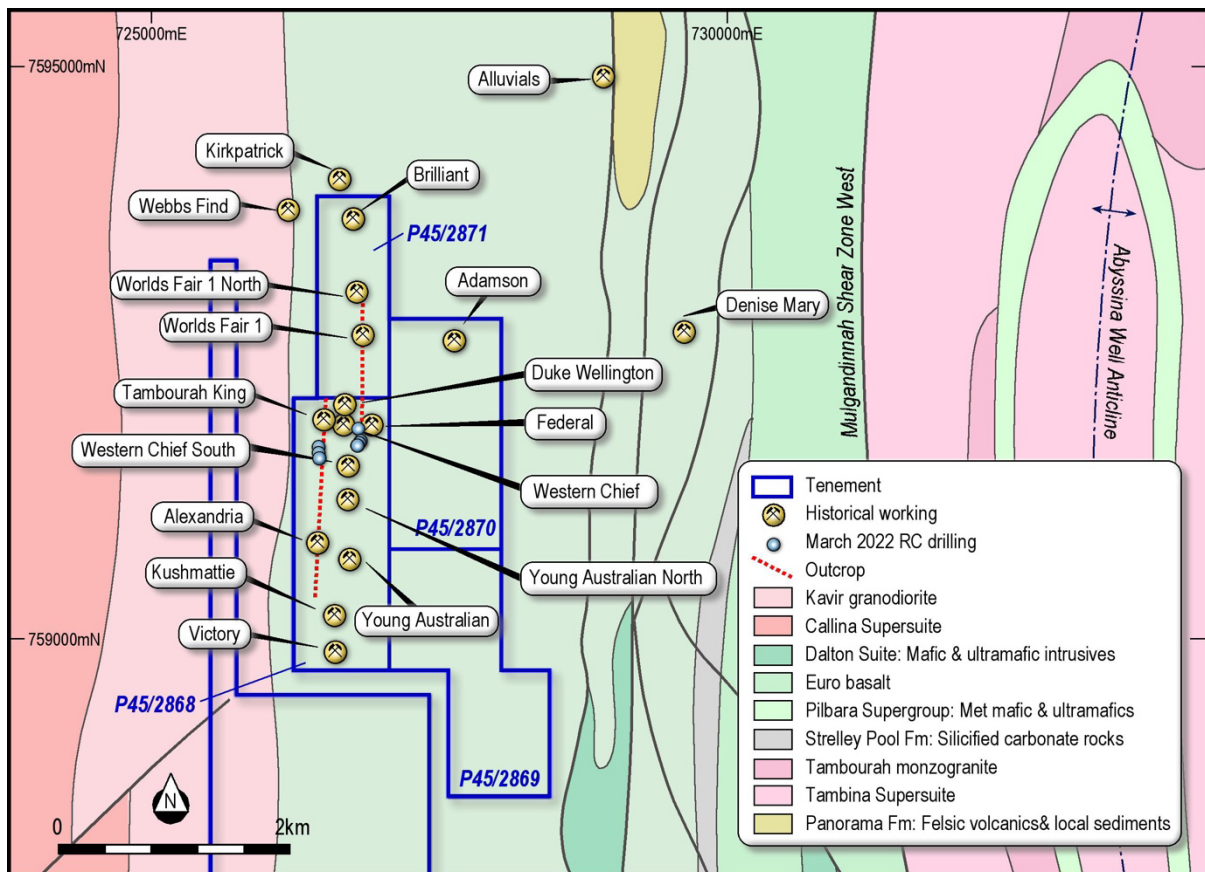 725000mE
730000mE
7595000mN
Alluvials
Kirkpatrick
Brilliant
Webbs Find
P45/2871
Worlds Fair 1 North
Adamson
Worlds Fair 1
Denise Mary
Mulgandinnah Shear Zone West
Abyssina Well Anticline
Duke Wellington
Tambourah King
Federal
Western Chief South
Western Chief
Alexandria
P45/2870
Kushmattie
Young Australian North
Young Australian
Victory
759000mN
P45/2868
P45/2869
N
0
2km
Tenement
Historical working
March 2022 RC drilling
Outcrop
Kavir granodiorite
Callina Supersuite
Dalton Suite: Mafic & ultramafic intrusives
Euro basalt
Pilbara Supergroup: Met mafic & ultramafics
Strelley Pool Fm: Silicified carbonate rocks
Tambourah monzogranite
Tambina Supersuite
Panorama Fm: Felsic volcanics& local sediments